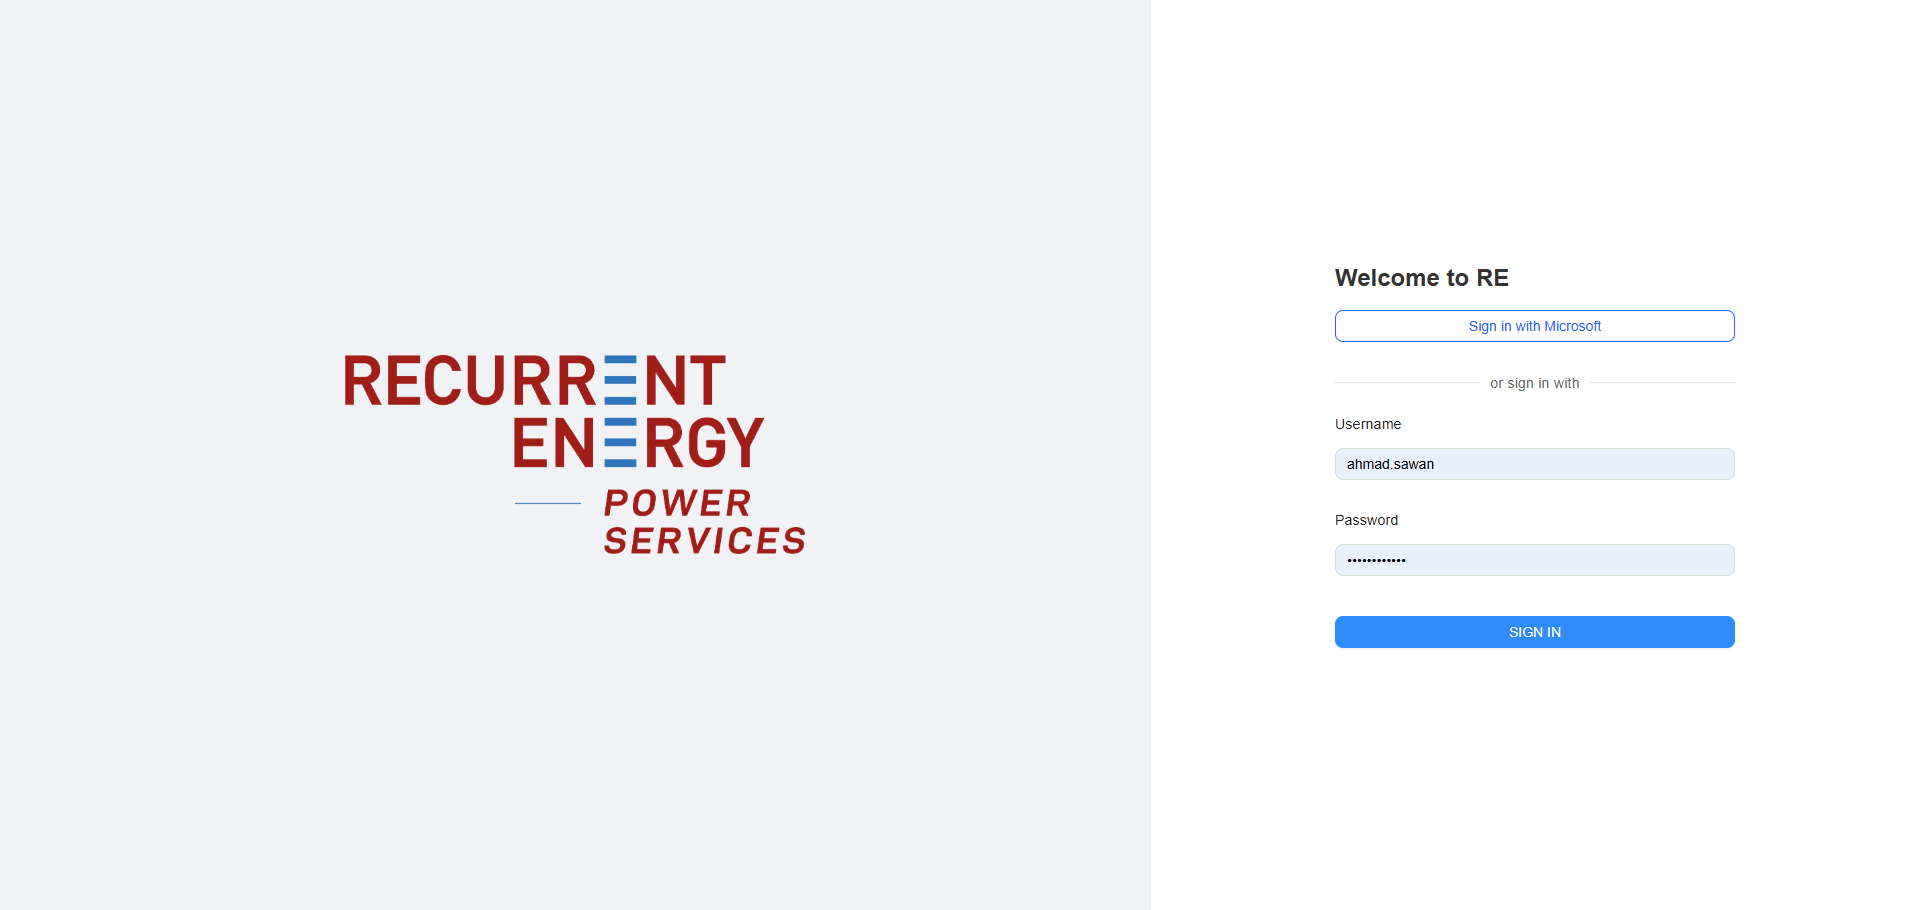 RECURRENT
ENERGY
POWER
SERVICES
Welcome to RE
Sign in with Microsoft
or sign in with
Username
ahmad.sawan
Password
••••••••••••
SIGN IN